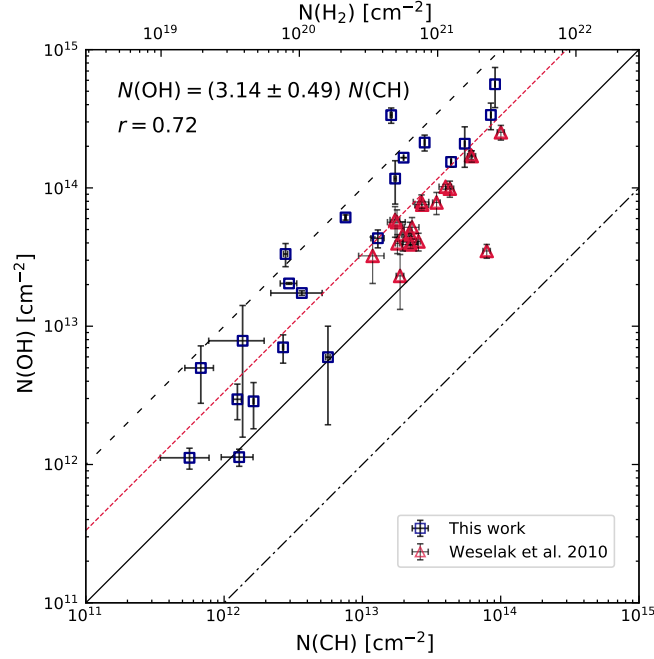 N(H₂) [cm⁻²]
10¹⁹ 10²⁰ 10²¹ 10²²
10¹⁵
N(OH) = (3.14 ± 0.49) N(CH)
r = 0.72
10¹⁴
N(OH) [cm⁻²]
10¹³
10¹²
This work
Weselak et al. 2010
10¹¹
10¹¹ 10¹² 10¹³ 10¹⁴ 10¹⁵
N(CH) [cm⁻²]